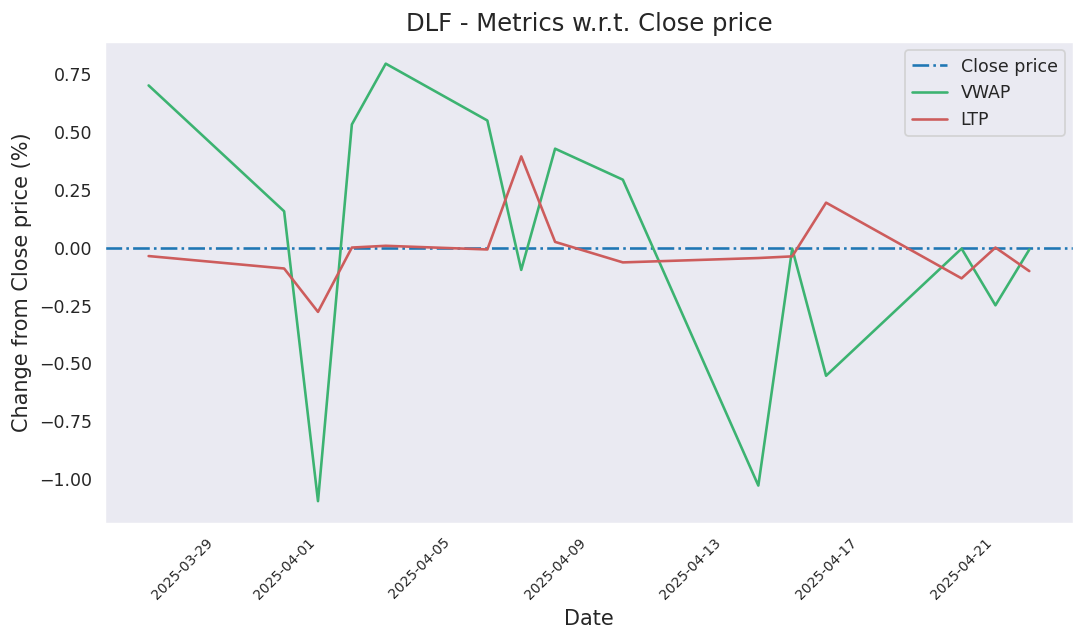 DLF - Metrics w.r.t. Close price
Close price
VWAP
LTP
Change from Close price (%)
0.75
0.50
0.25
0.00
−0.25
−0.50
−0.75
−1.00
2025-03-29
2025-04-01
2025-04-05
2025-04-09
2025-04-13
2025-04-17
2025-04-21
Date